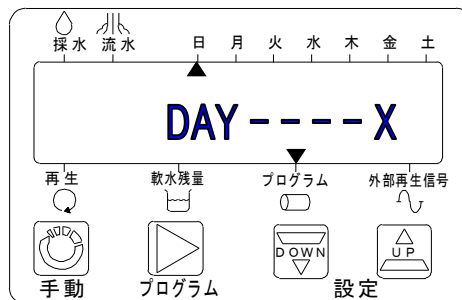 採水 流水 日 月 火 水 木 金 土
DAY----X
再生 軟水残量 プログラム 外部再生信号
DOWN UP
手動 プログラム 設定